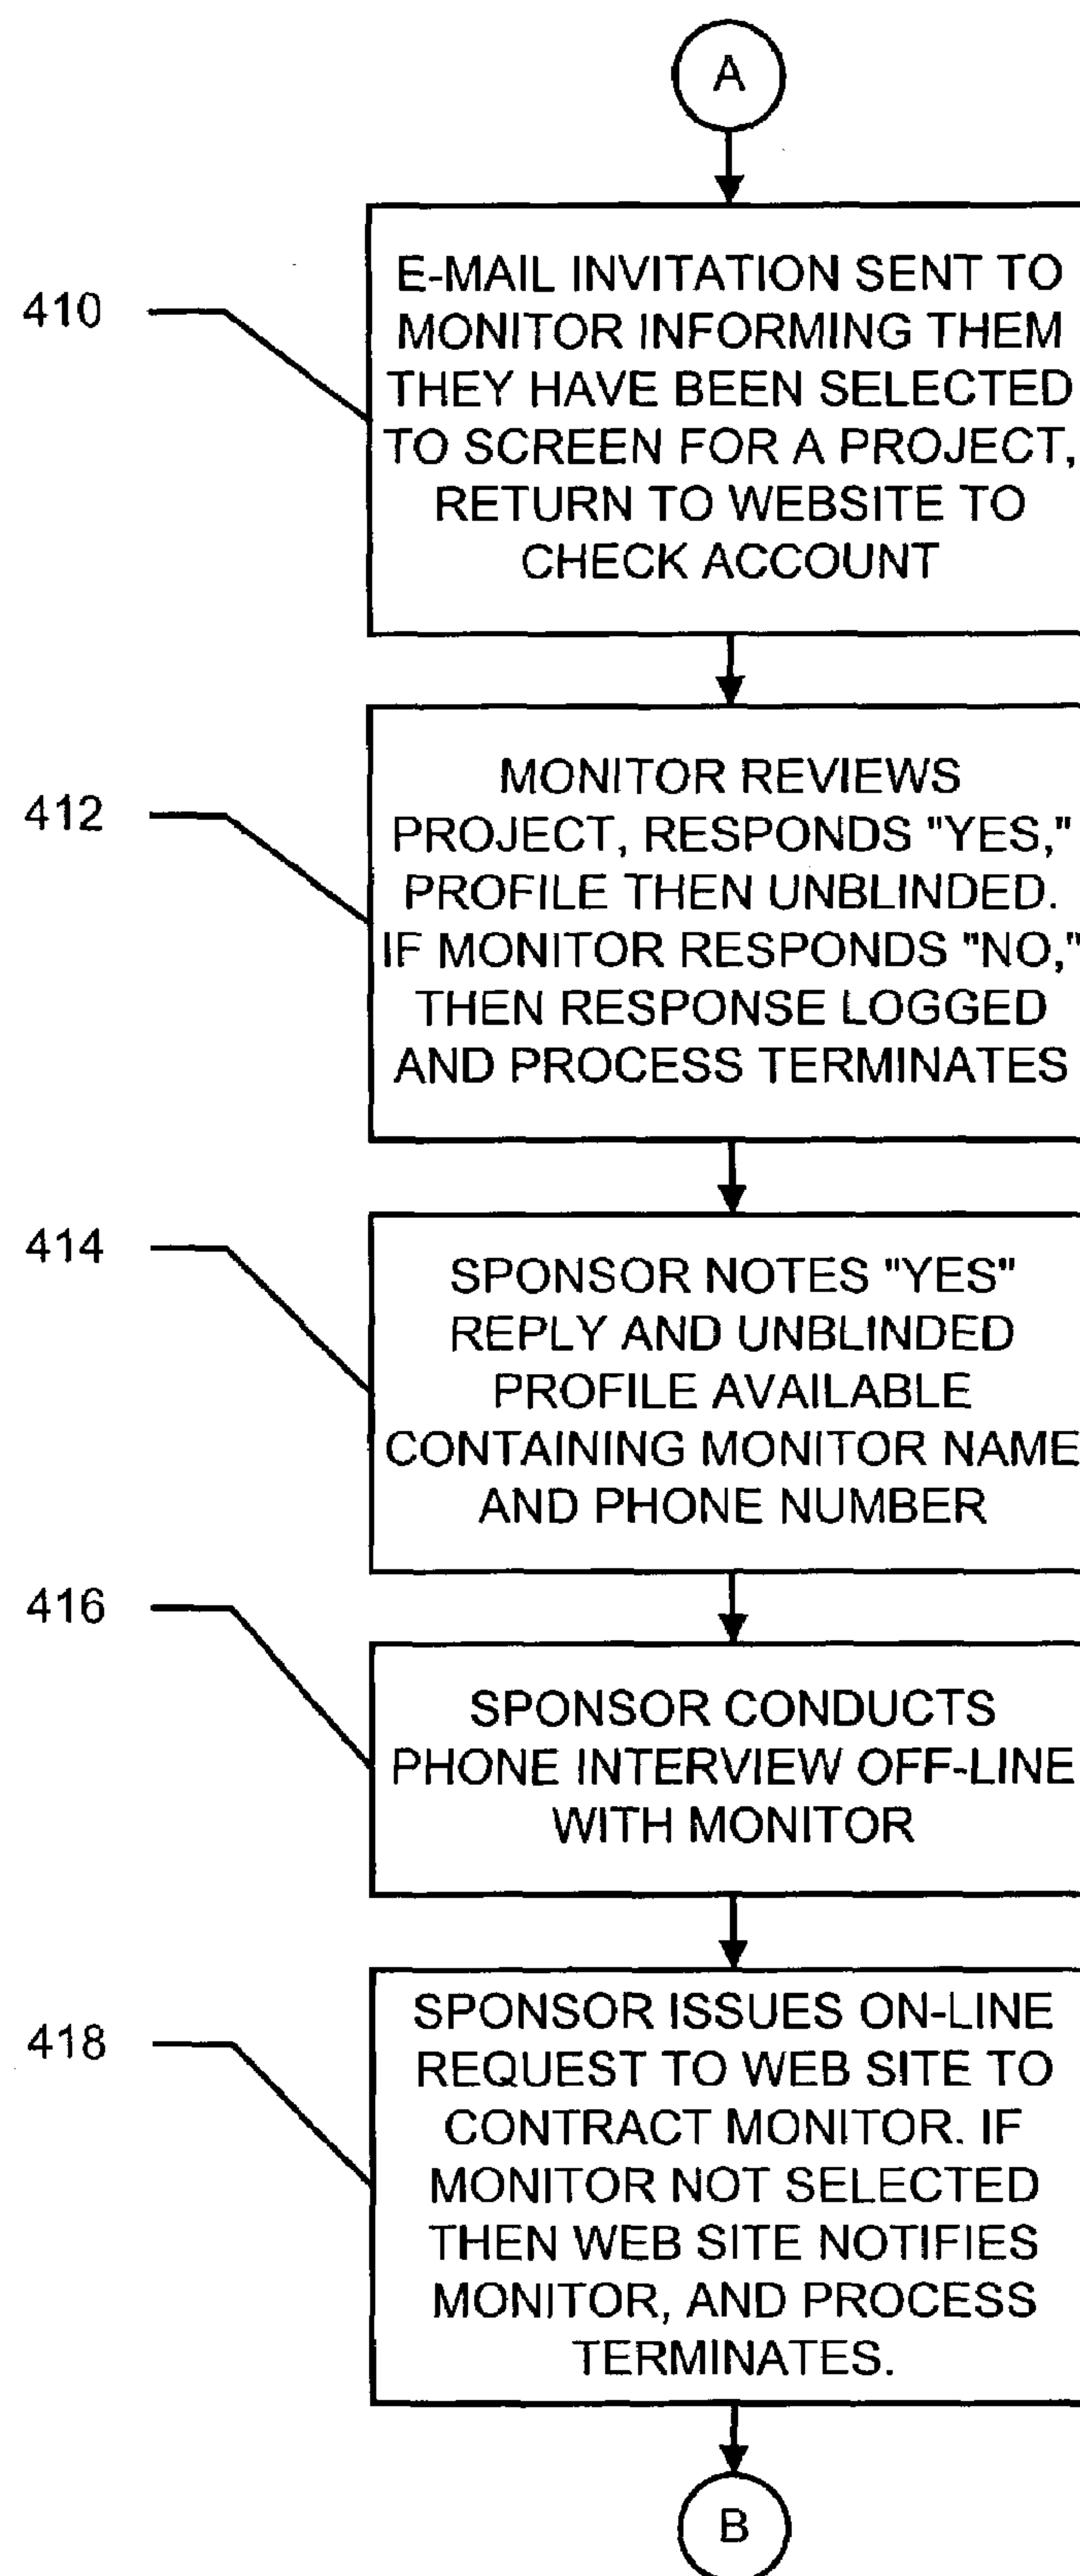 A
410
E-MAIL INVITATION SENT TO
MONITOR INFORMING THEM
THEY HAVE BEEN SELECTED
TO SCREEN FOR A PROJECT,
RETURN TO WEBSITE TO
CHECK ACCOUNT
412
MONITOR REVIEWS
PROJECT, RESPONDS "YES,"
PROFILE THEN UNBLINDED.
IF MONITOR RESPONDS "NO,"
THEN RESPONSE LOGGED
AND PROCESS TERMINATES
414
SPONSOR NOTES "YES"
REPLY AND UNBLINDED
PROFILE AVAILABLE
CONTAINING MONITOR NAME
AND PHONE NUMBER
416
SPONSOR CONDUCTS
PHONE INTERVIEW OFF-LINE
WITH MONITOR
418
SPONSOR ISSUES ON-LINE
REQUEST TO WEB SITE TO
CONTRACT MONITOR. IF
MONITOR NOT SELECTED
THEN WEB SITE NOTIFIES
MONITOR, AND PROCESS
TERMINATES.
B